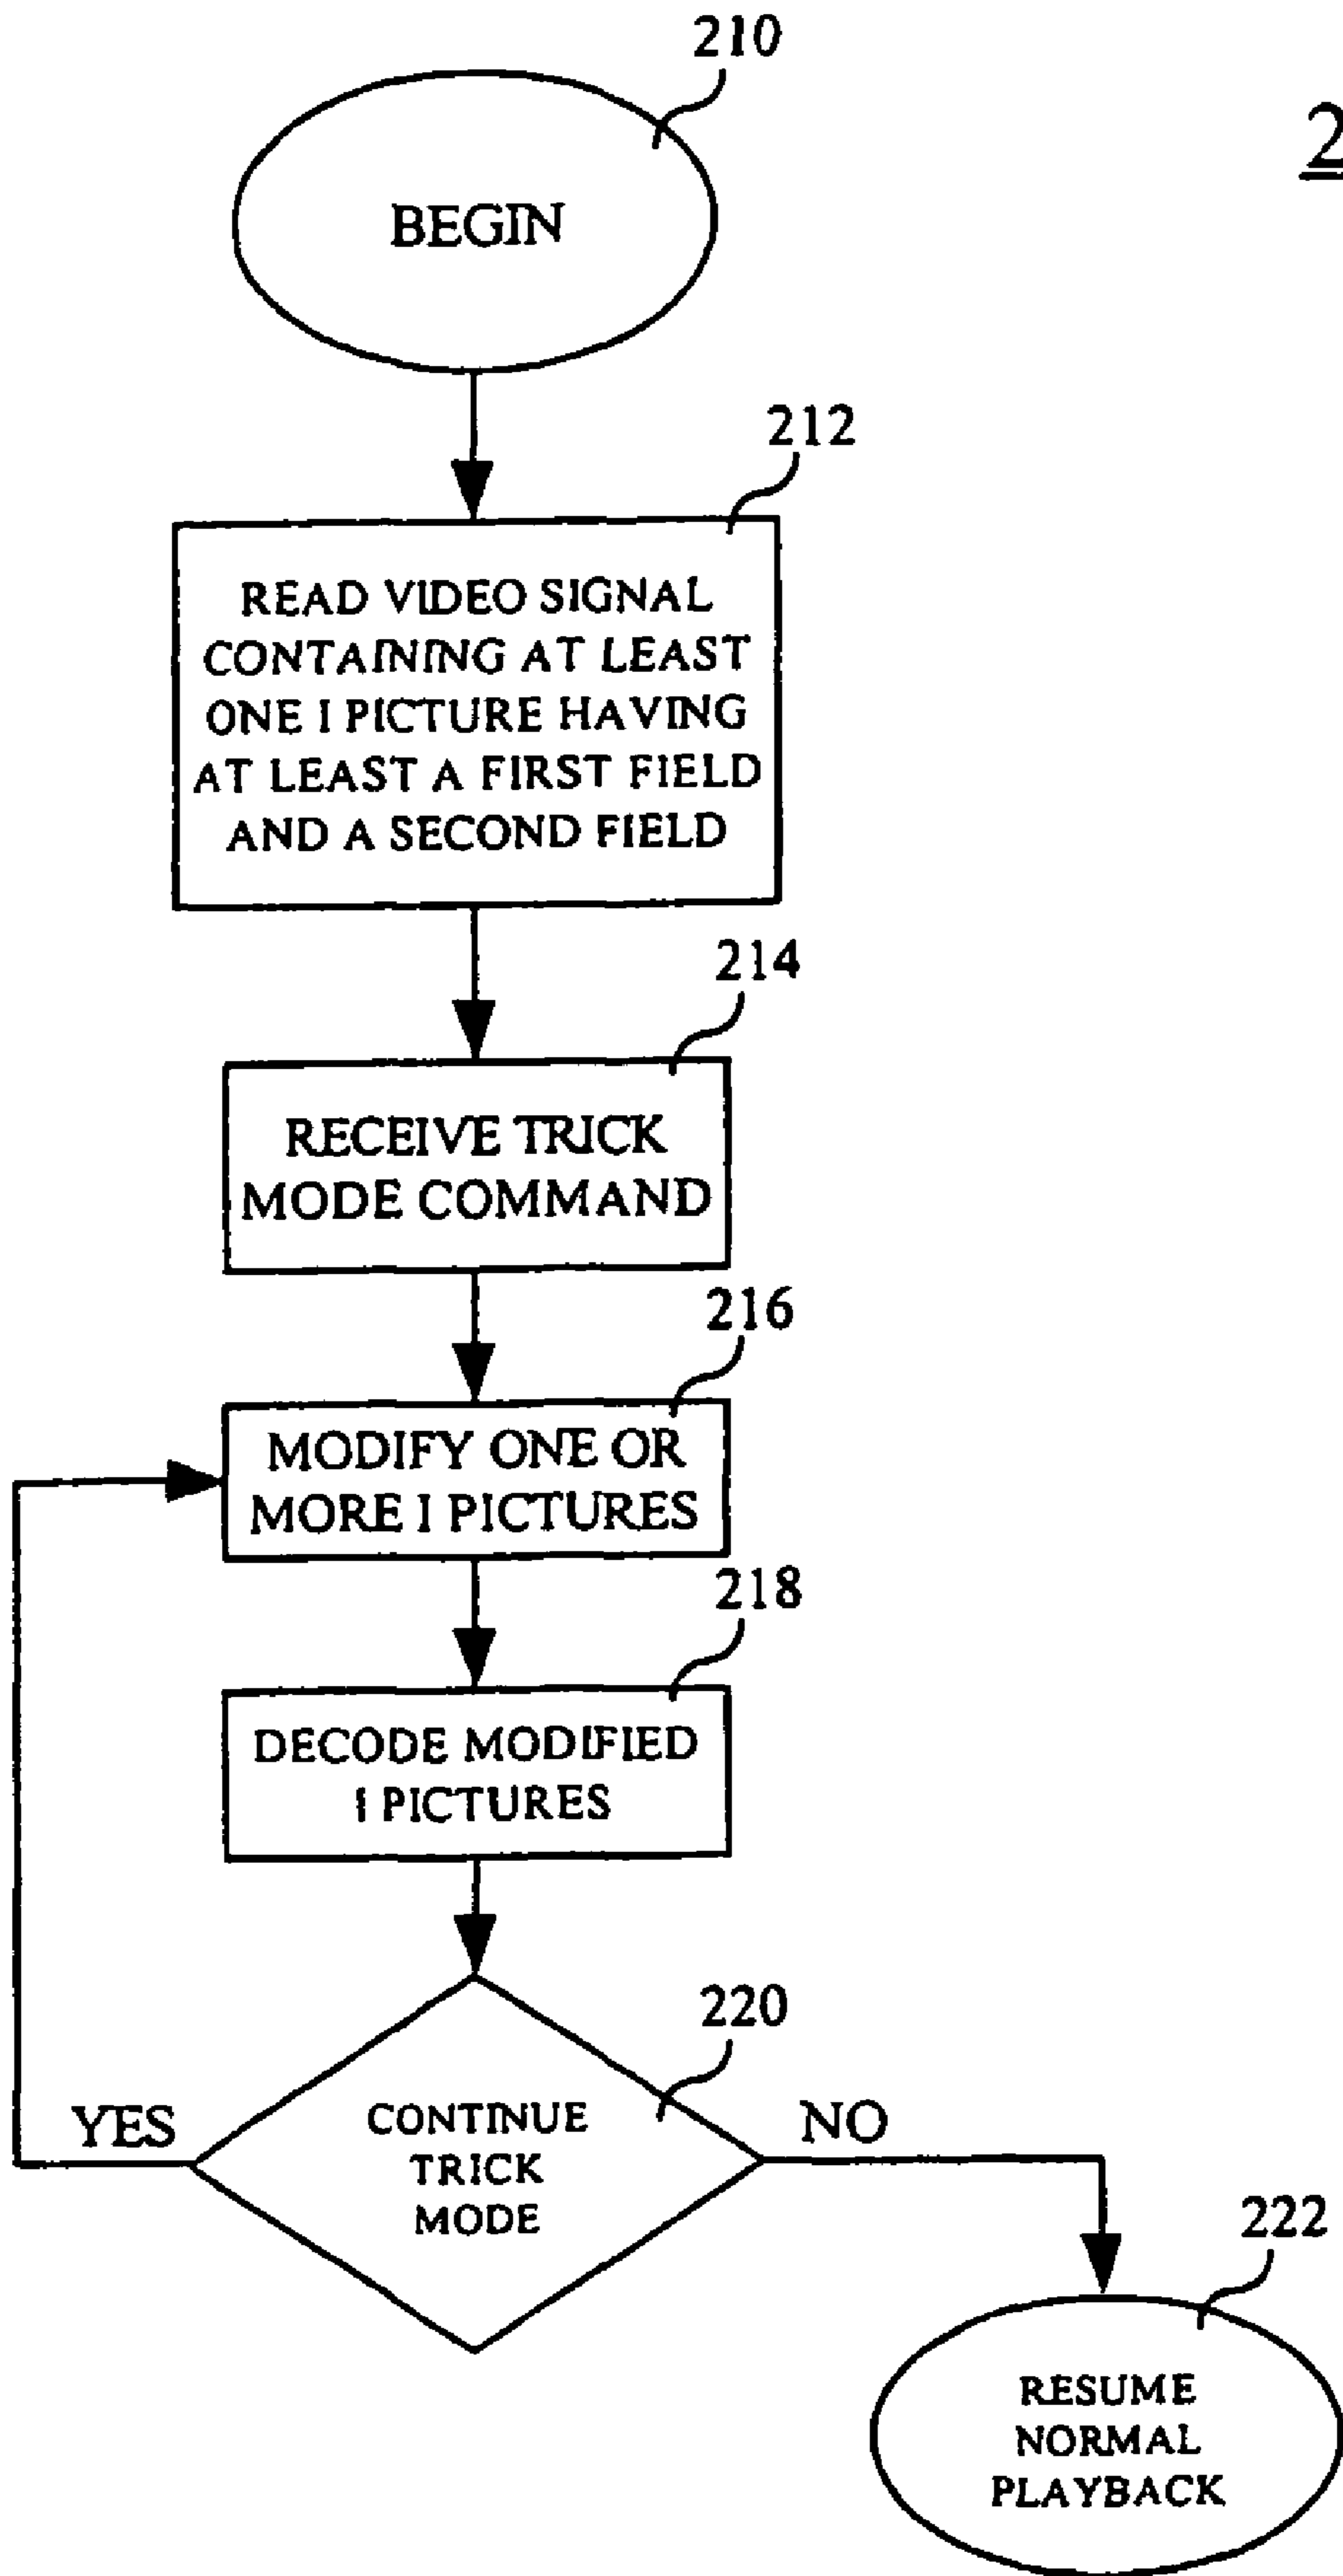 210
2
BEGIN
212
READ VIDEO SIGNAL
CONTAINING AT LEAST
ONE I PICTURE HAVING
AT LEAST A FIRST FIELD
AND A SECOND FIELD
214
RECEIVE TRICK
MODE COMMAND
216
MODIFY ONE OR
MORE I PICTURES
218
DECODE MODIFIED
I PICTURES
220
CONTINUE
TRICK
MODE
YES
NO
222
RESUME
NORMAL
PLAYBACK